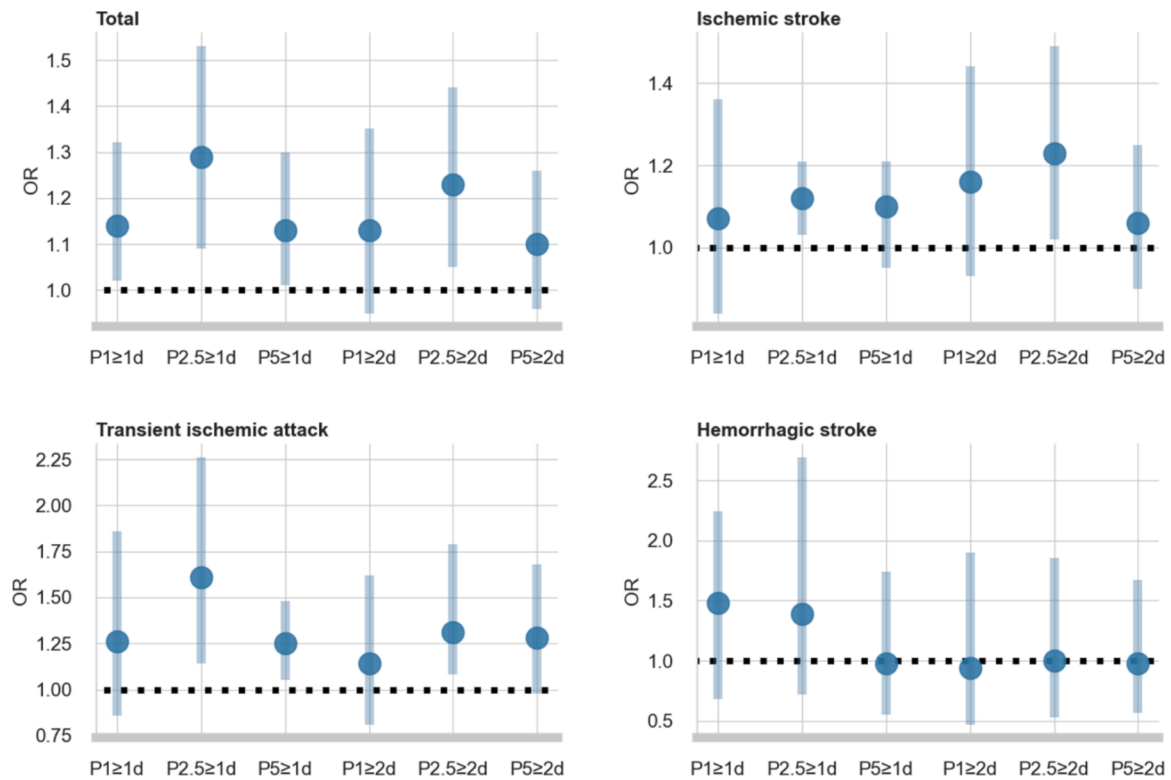 Total
OR
1.5
1.4
1.3
1.2
1.1
1.0
P1≥1d P2.5≥1d P5≥1d P1≥2d P2.5≥2d P5≥2d
Ischemic stroke
OR
1.4
1.2
1.0
P1≥1d P2.5≥1d P5≥1d P1≥2d P2.5≥2d P5≥2d
Transient ischemic attack
OR
2.25
2.00
1.75
1.50
1.25
1.00
0.75
P1≥1d P2.5≥1d P5≥1d P1≥2d P2.5≥2d P5≥2d
Hemorrhagic stroke
OR
2.5
2.0
1.5
1.0
0.5
P1≥1d P2.5≥1d P5≥1d P1≥2d P2.5≥2d P5≥2d